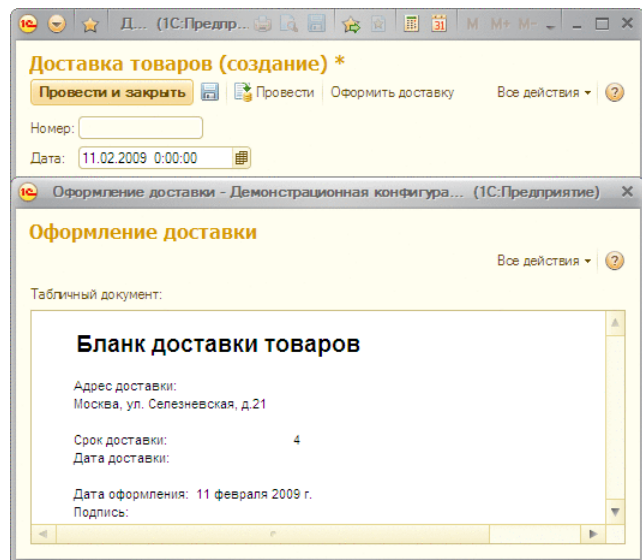 Д... (1С:Предпр... M M+ M-
Доставка товаров (создание) *
Провести и закрыть Провести Оформить доставку Все действия
Номер:
Дата: 11.02.2009 0:00:00
Оформление доставки - Демонстрационная конфигура... (1С:Предприятие)
Оформление доставки
Все действия
Табличный документ:
Бланк доставки товаров
Адрес доставки:
Москва, ул. Селезневская, д.21
Срок доставки: 4
Дата доставки:
Дата оформления: 11 февраля 2009 г.
Подпись: